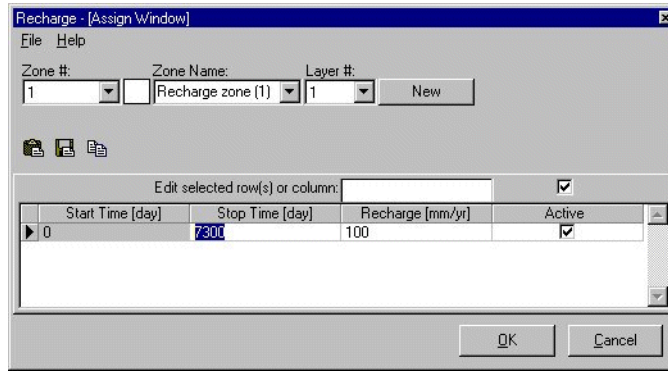 Recharge - [Assign Window]
File Help
Zone #: Zone Name: Layer #:
1 Recharge zone (1) 1 New
Edit selected row(s) or column:
Start Time [day] Stop Time [day] Recharge [mm/yr] Active
0 7300 100
OK Cancel